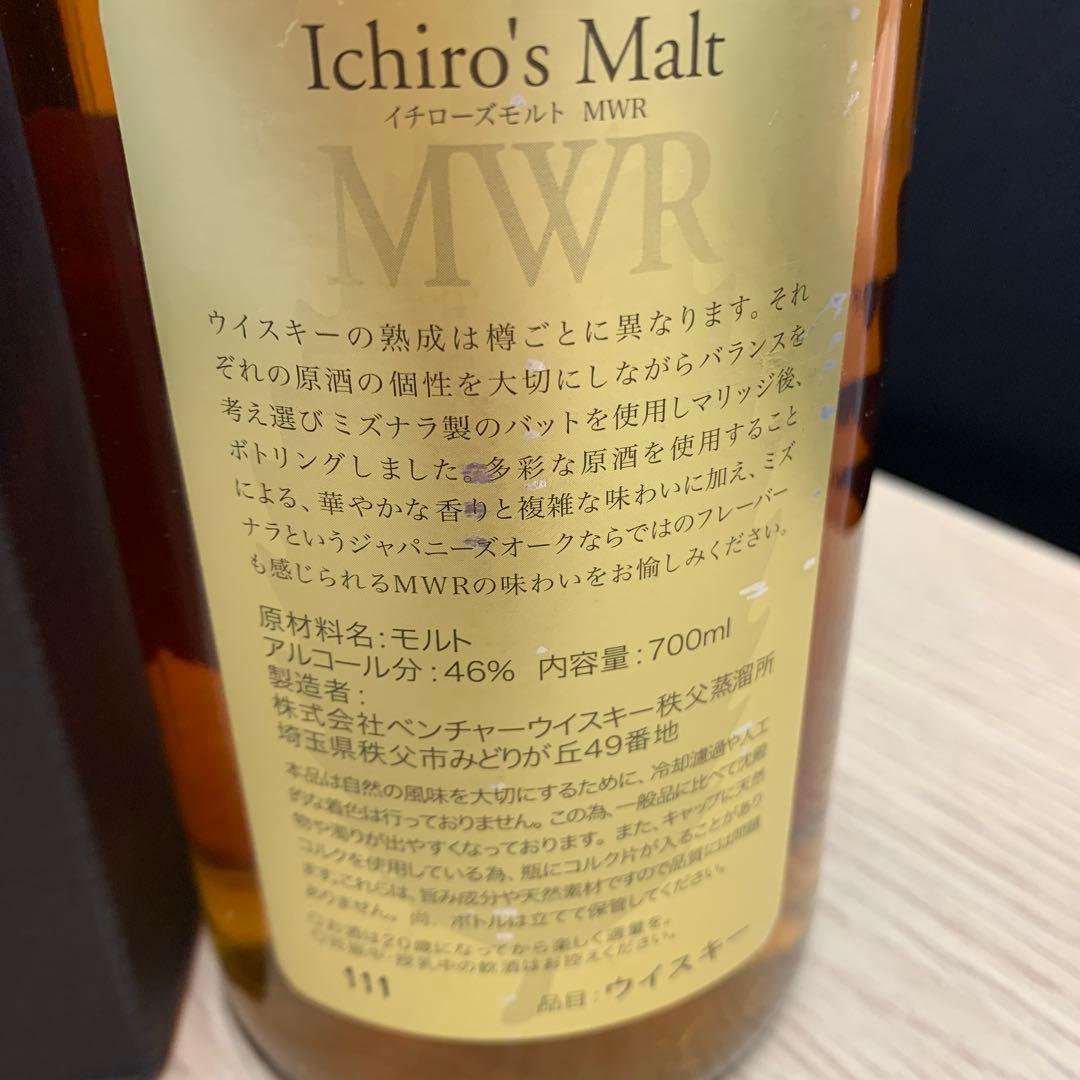 Ichiro's Malt
イチローズモルト MWR
MWR
ウイスキーの熟成は樽ごとに異なります。それ
ぞれの原酒の個性を大切にしながらバランスを
考え選びミズナラ製のバットを使用しマリッジ後、
ボトリングしました。多彩な原酒を使用すること
による、華やかな香りと複雑な味わいに加え、ミズ
ナラというジャパニーズオークならではのフレーバー
も感じられるMWRの味わいをお愉しみください。
原材料名:モルト
アルコール分:46% 内容量:700ml
製造者:
株式会社ベンチャーウイスキー秩父蒸溜所
埼玉県秩父市みどりが丘49番地
本品は自然の風味を大切にするために、冷却濾過や人工
的な着色は行っておりません。この為、一般品に比べて沈殿
物や濁りが出やすくなっております。また、キャップに天然
コルクを使用している為、瓶にコルク片が入ることがあり
ます。これらは、旨み成分や天然素材ですので品質には問題
ありません。尚、ボトルは立てて保管してください。
○お酒は20歳になってから楽しく適量を。
○妊娠中・授乳中の飲酒はお控えください。
111
品目:ウイスキー